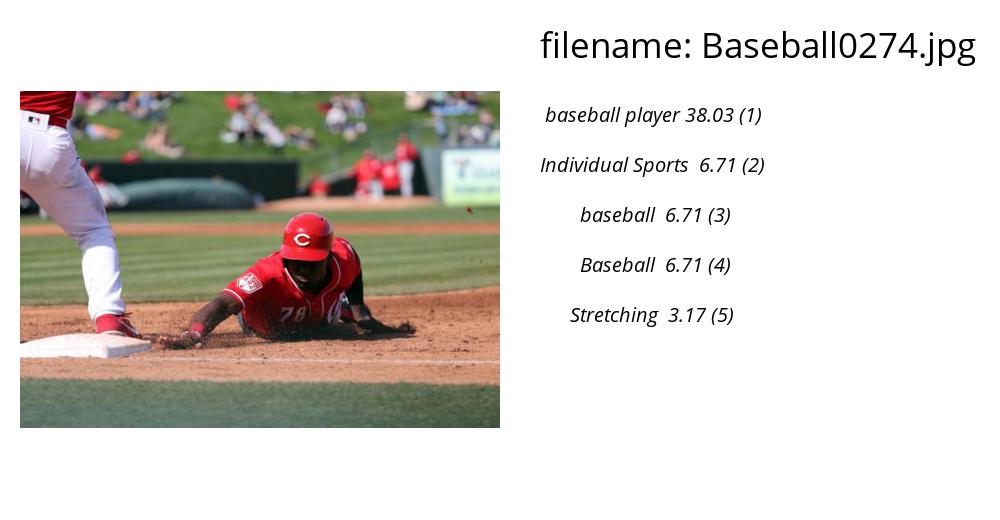 filename: Baseball0274.jpg
baseball player 38.03 (1)
Individual Sports 6.71 (2)
baseball 6.71 (3)
Baseball 6.71 (4)
Stretching 3.17 (5)
C
78